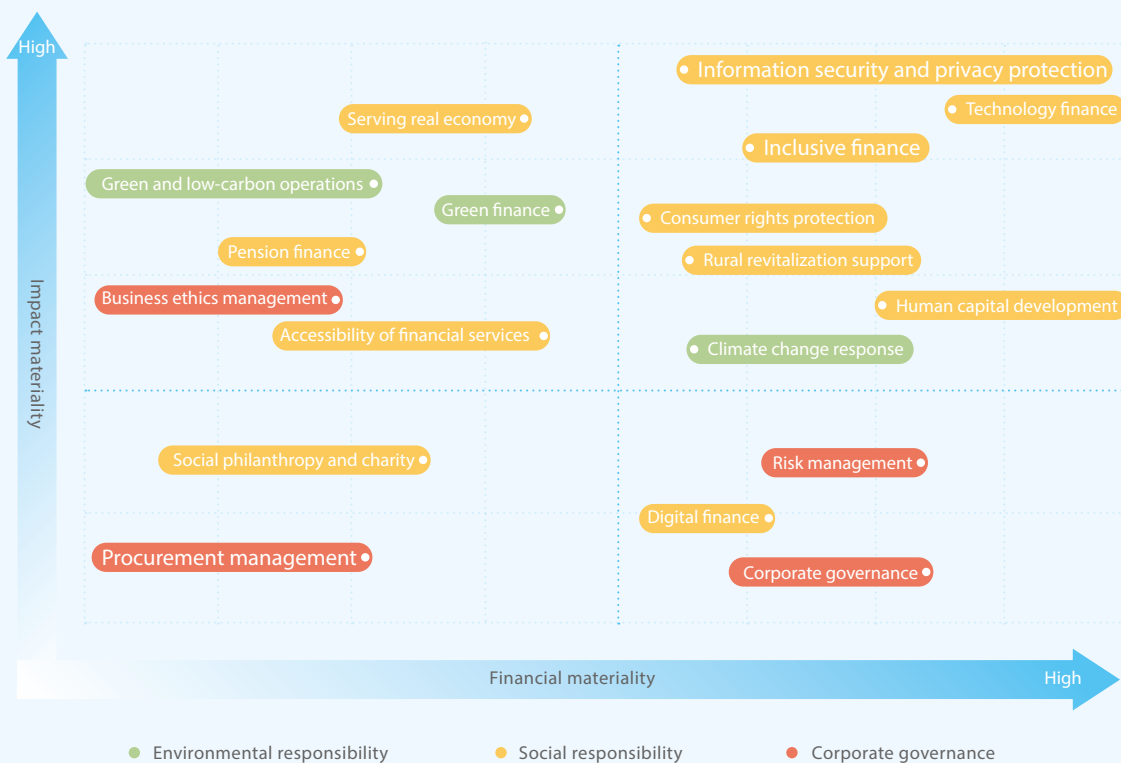 High
Information security and privacy protection
Technology finance
Serving real economy
Inclusive finance
Green and low-carbon operations
Green finance
Consumer rights protection
Pension finance
Rural revitalization support
Business ethics management
Human capital development
Accessibility of financial services
Climate change response
Impact materiality
Social philanthropy and charity
Risk management
Digital finance
Procurement management
Corporate governance
Financial materiality
High
Environmental responsibility
Social responsibility
Corporate governance